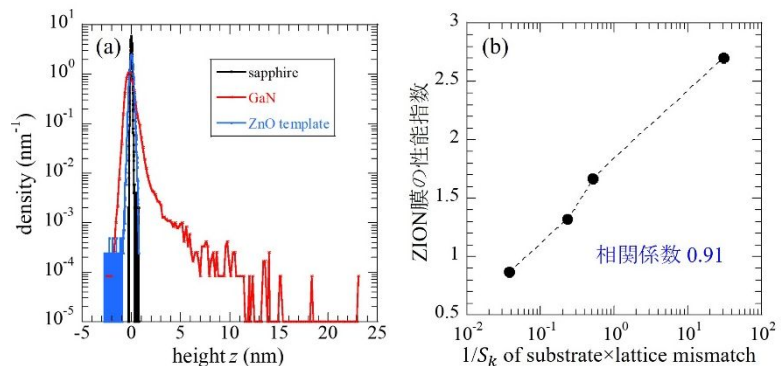 (a)
sapphire
GaN
ZnO template
density (nm⁻¹)
10¹
10⁰
10⁻¹
10⁻²
10⁻³
10⁻⁴
10⁻⁵
-5 0 5 10 15 20 25
height z (nm)
(b)
相関係数 0.91
ZION膜の性能指数
3
2.5
2
1.5
1
0.5
10⁻² 10⁻¹ 10⁰ 10¹ 10²
1/Sₖ of substrate×lattice mismatch